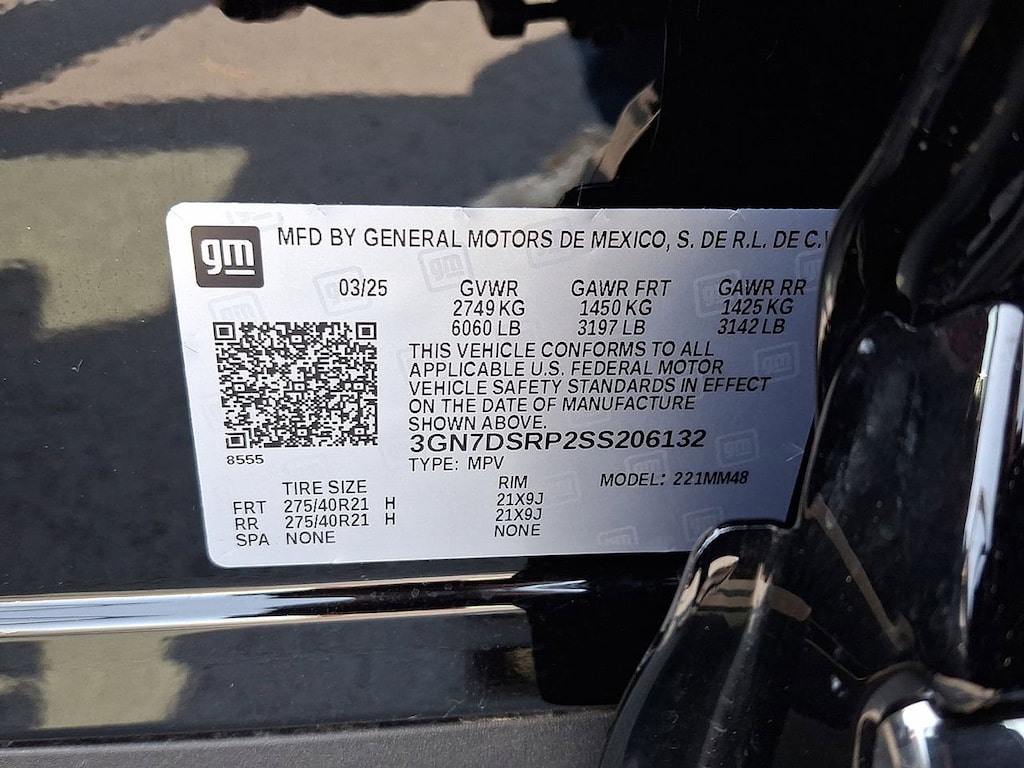 gm MFD BY GENERAL MOTORS DE MEXICO, S. DE R.L. DE C.
03/25 GVWR GAWR FRT GAWR RR
2749 KG 1450 KG 1425 KG
6060 LB 3197 LB 3142 LB
THIS VEHICLE CONFORMS TO ALL
APPLICABLE U.S. FEDERAL MOTOR
VEHICLE SAFETY STANDARDS IN EFFECT
ON THE DATE OF MANUFACTURE
SHOWN ABOVE.
3GN7DSRP2SS206132
8555
TYPE: MPV MODEL: 221MM48
TIRE SIZE RIM
FRT 275/40R21 H 21X9J
RR 275/40R21 H 21X9J
SPA NONE NONE